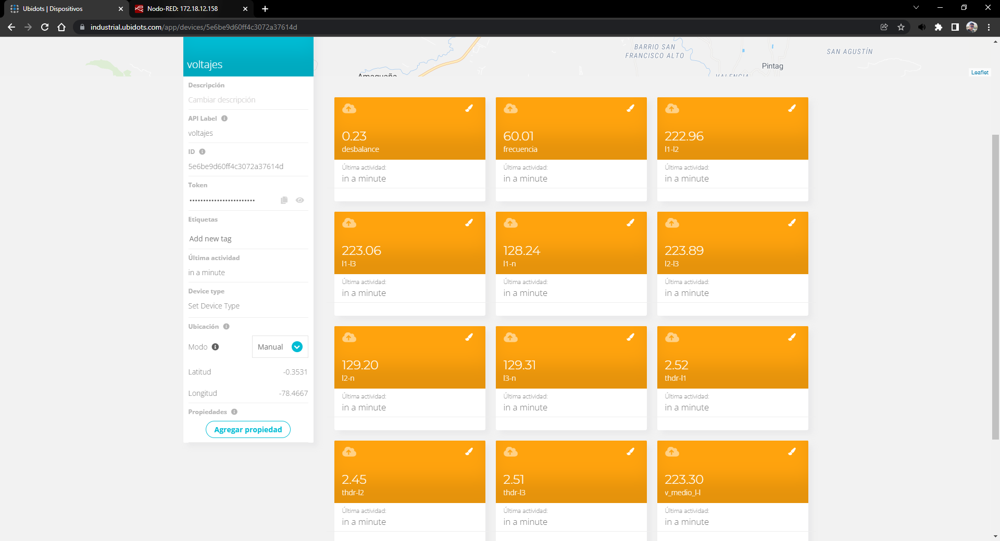 Ubidots | Dispositivos
Nodo-RED: 172.18.12.158
industrial.ubidots.com/app/devices/5e6be9d60ff4c3072a37614d
BARRIO SAN
FRANCISCO ALTO
SAN AGUSTÍN
Pintag
Amaguaña
VALENCIA
Leaflet
voltajes
Descripción
Cambiar descripción
API Label
voltajes
ID
5e6be9d60ff4c3072a37614d
Token
••••••••••••••••••••••••
Etiquetas
Add new tag
Última actividad
in a minute
Device type
Set Device Type
Ubicación
Modo
Manual
Latitud
-0.3531
Longitud
-78.4667
Propiedades
Agregar propiedad
0.23
desbalance
Última actividad:
in a minute
60.01
frecuencia
Última actividad:
in a minute
222.96
l1-l2
Última actividad:
in a minute
223.06
l1-l3
Última actividad:
in a minute
128.24
l1-n
Última actividad:
in a minute
223.89
l2-l3
Última actividad:
in a minute
129.20
l2-n
Última actividad:
in a minute
129.31
l3-n
Última actividad:
in a minute
2.52
thdr-l1
Última actividad:
in a minute
2.45
thdr-l2
Última actividad:
in a minute
2.51
thdr-l3
Última actividad:
in a minute
223.30
v_medio_l-l
Última actividad:
in a minute